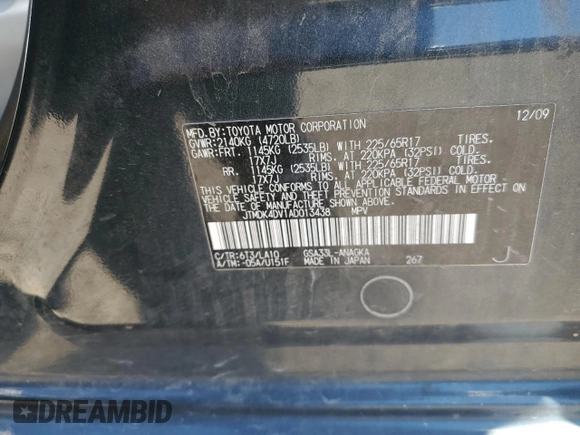 MFD.BY:TOYOTA MOTOR CORPORATION 12/09
GVWR:2140KG (4720LB)
GAWR:FRT. 1145KG (2535LB) WITH 225/65R17 TIRES,
17X7J RIMS, AT 220KPA (32PSI)
RR. 1145KG (2535LB) WITH 225/65R17 TIRES,
17X7J RIMS, AT 220KPA (32PSI)
THIS VEHICLE CONFORMS TO ALL APPLICABLE FEDERAL MOTOR
VEHICLE SAFETY AND THEFT PREVENTION STANDARDS IN EFFECT
ON THE DATE OF MANUFACTURE SHOWN ABOVE.
JTMDK4DV1AD013438 MPV
C/TR:6T3/LA10 GSA33L-ANAGKA
A/TM:-05A/U151F MADE IN JAPAN 267 J
DREAMBID